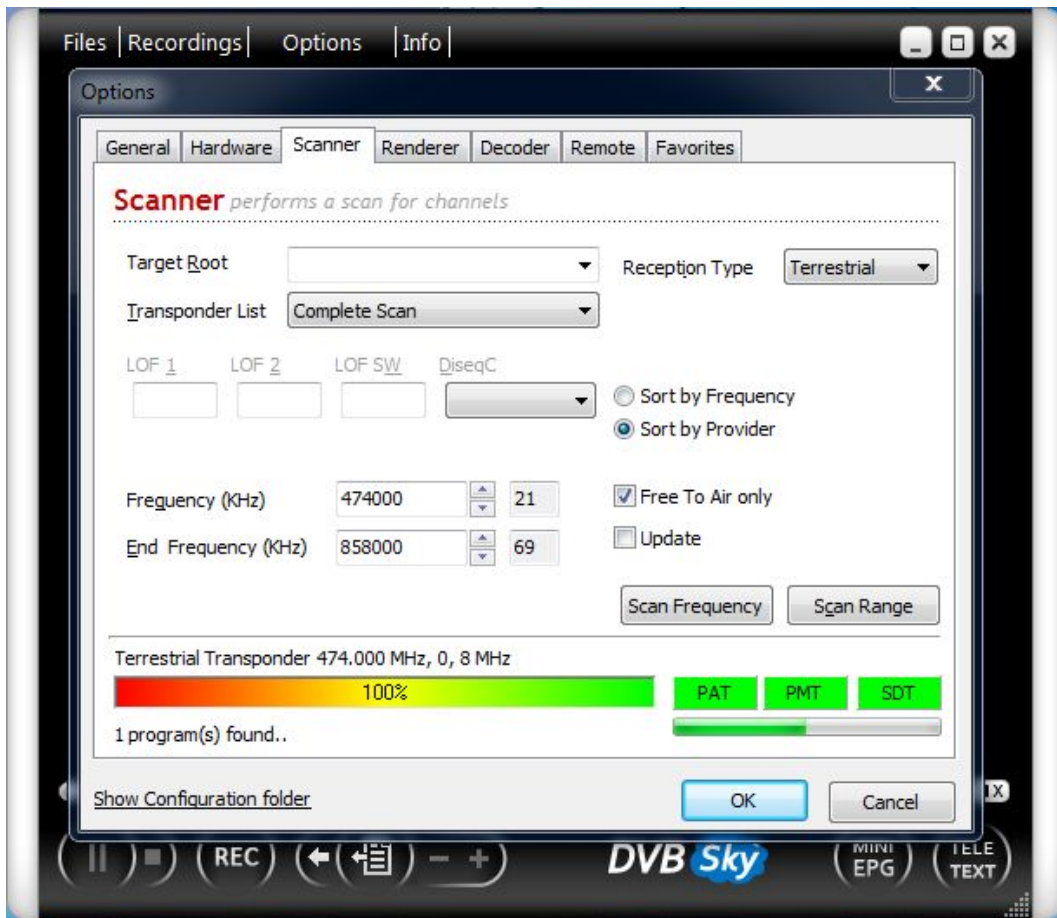 Files Recordings Options Info
Options
X
General Hardware Scanner Renderer Decoder Remote Favorites
Scanner performs a scan for channels
Target Root
Reception Type Terrestrial
Transponder List Complete Scan
LOF 1 LOF 2 LOF SW DiseqC
Sort by Frequency
Sort by Provider
Frequency (KHz) 474000 21
Free To Air only
End Frequency (KHz) 858000 69
Update
Scan Frequency Scan Range
Terrestrial Transponder 474.000 MHz, 0, 8 MHz
100% PAT PMT SDT
1 program(s) found..
Show Configuration folder
OK Cancel
REC
DVB Sky
MINI EPG
TELE TEXT